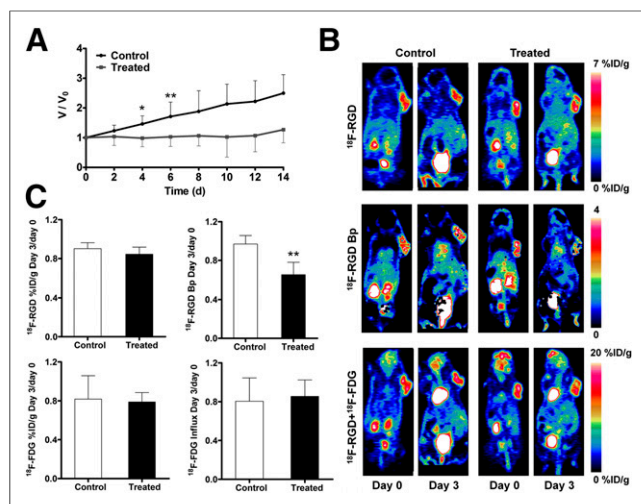 A
Control
Treated
V / V0
5
4
3
2
1
0
*
**
0 2 4 6 8 10 12 14
Time (d)
B
Control Treated
18F-RGD
7 %ID/g
0 %ID/g
18F-RGD Bp
4
0
18F-RGD+18F-FDG
20 %ID/g
0 %ID/g
Day 0 Day 3 Day 0 Day 3
C
18F-RGD %ID/g Day 3/day 0
1.2
0.8
0.4
0.0
Control Treated
18F-RGD Bp Day 3/day 0
1.2
0.8
0.4
0.0
**
Control Treated
18F-FDG %ID/g Day 3/day 0
1.2
0.8
0.4
0.0
Control Treated
18F-FDG Influx Day 3/day 0
1.2
0.8
0.4
0.0
Control Treated